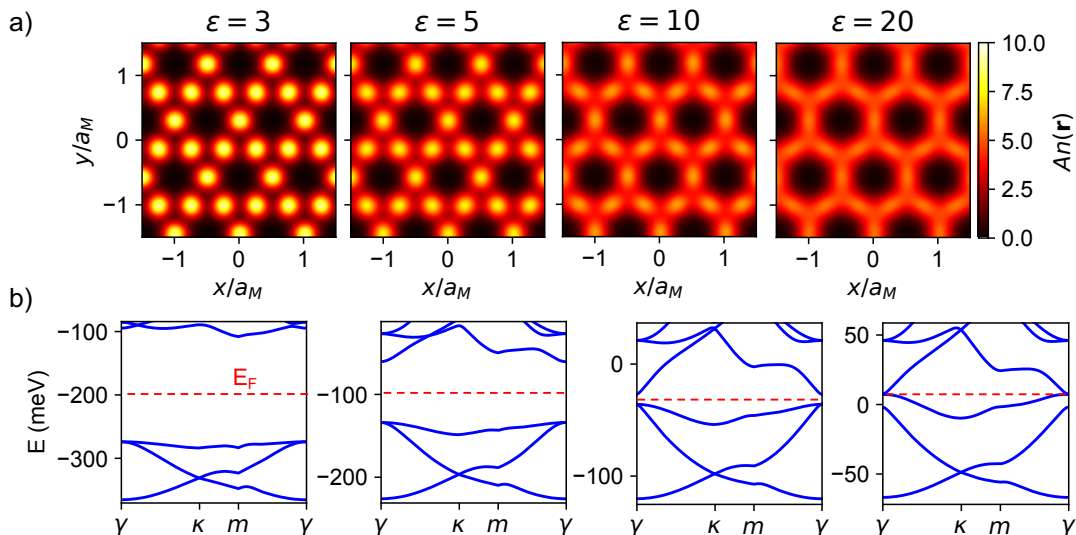 a)
ε = 3
ε = 5
ε = 10
ε = 20
1
0
−1
y/a_M
−1 0 1
−1 0 1
−1 0 1
−1 0 1
x/a_M
x/a_M
x/a_M
x/a_M
10.0
7.5
5.0
2.5
0.0
An(r)
b)
E (meV)
−100
−200
−300
E_F
γ κ m γ
−100
−200
γ κ m γ
0
−100
γ κ m γ
50
0
−50
γ κ m γ